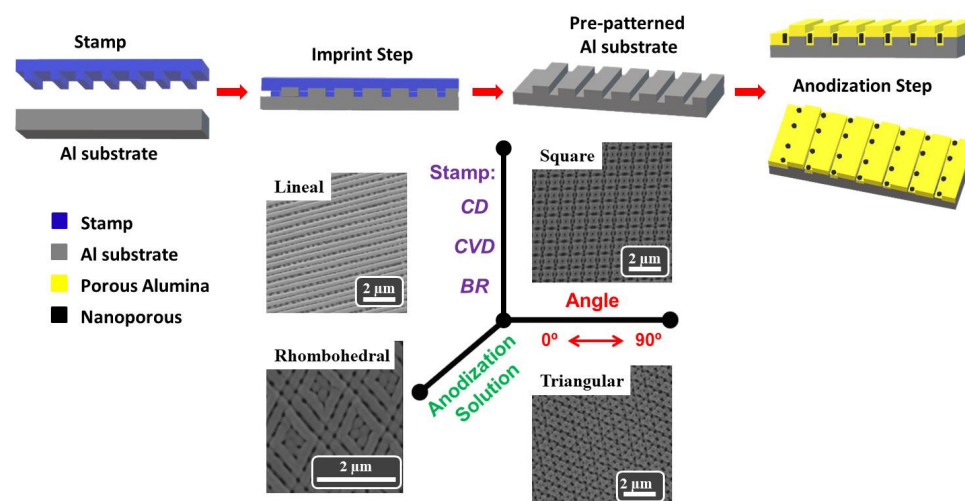 Stamp
Al substrate
Imprint Step
Pre-patterned
Al substrate
Anodization Step
Stamp
Al substrate
Porous Alumina
Nanoporous
Lineal
2 µm
Stamp:
CD
CVD
BR
Square
2 µm
Angle
0º
90º
Anodization
Solution
Rhombohedral
2 µm
Triangular
2 µm